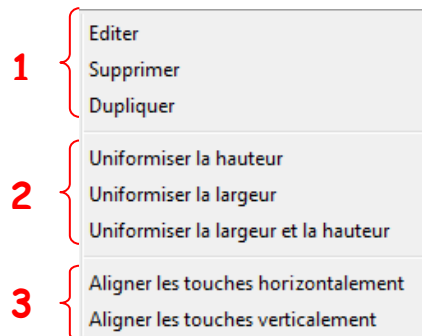 1
Editer
Supprimer
Dupliquer
2
Uniformiser la hauteur
Uniformiser la largeur
Uniformiser la largeur et la hauteur
3
Aligner les touches horizontalement
Aligner les touches verticalement